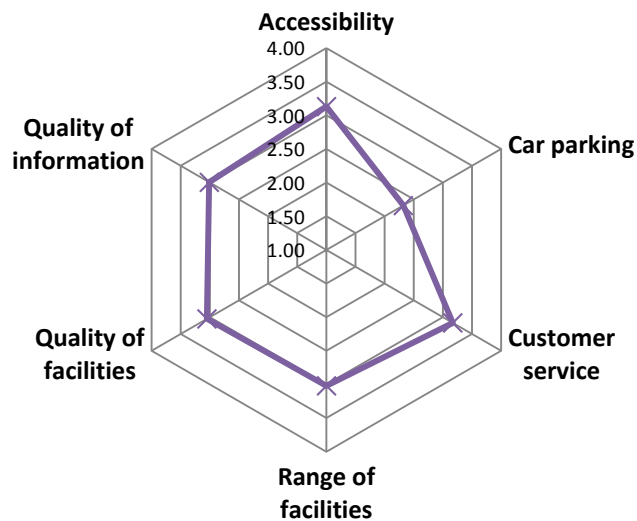 Accessibility
4.00
3.50
3.00
2.50
2.00
1.50
1.00
Car parking
Customer
service
Range of
facilities
Quality of
facilities
Quality of
information